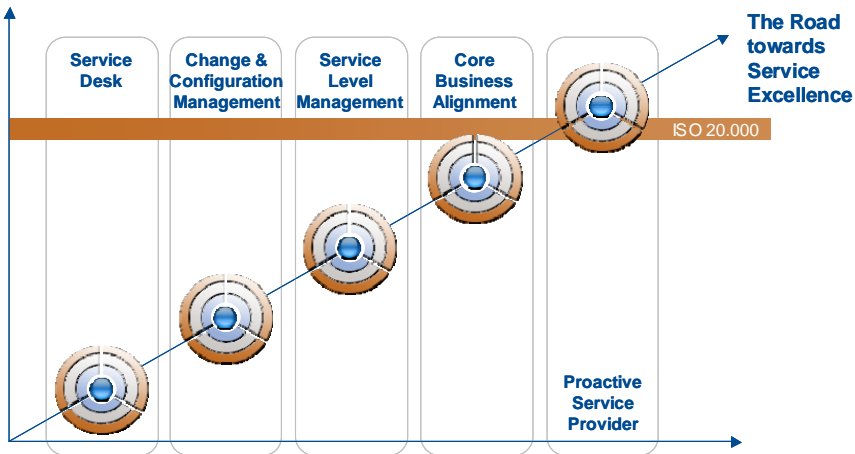 Service
Desk
Change &
Configuration
Management
Service
Level
Management
Core
Business
Alignment
The Road
towards
Service
Excellence
ISO 20.000
Proactive
Service
Provider